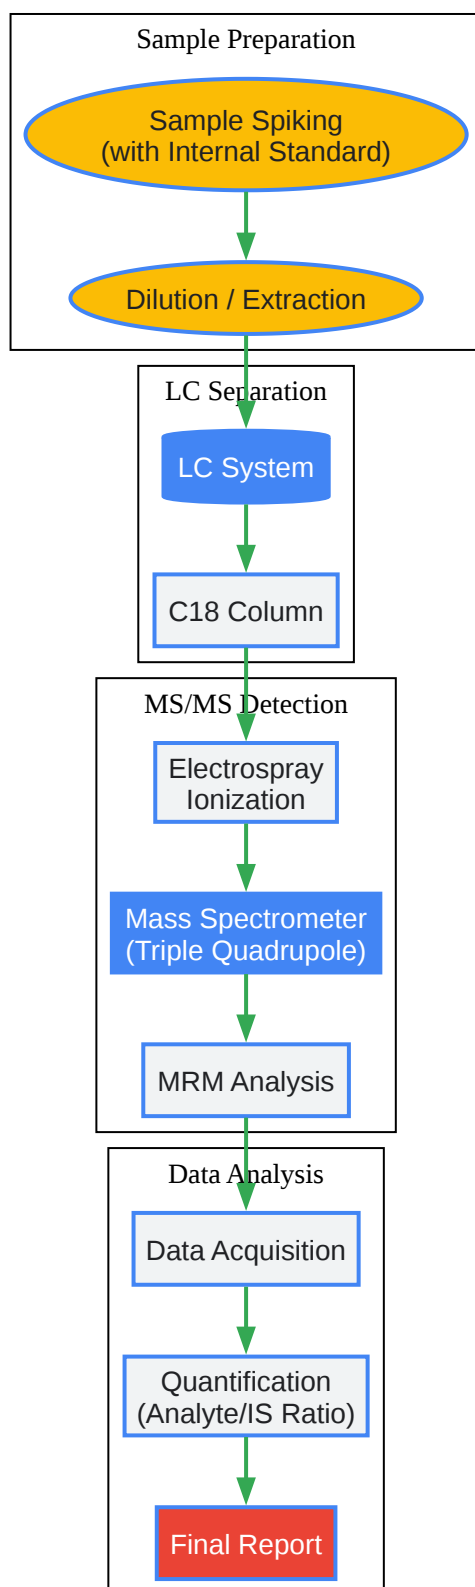 Sample Preparation
Sample Spiking
(with Internal Standard)
Dilution / Extraction
LC Separation
LC System
C18 Column
MS/MS Detection
Electrospray
Ionization
Mass Spectrometer
(Triple Quadrupole)
MRM Analysis
Data Analysis
Data Acquisition
Quantification
(Analyte/IS Ratio)
Final Report